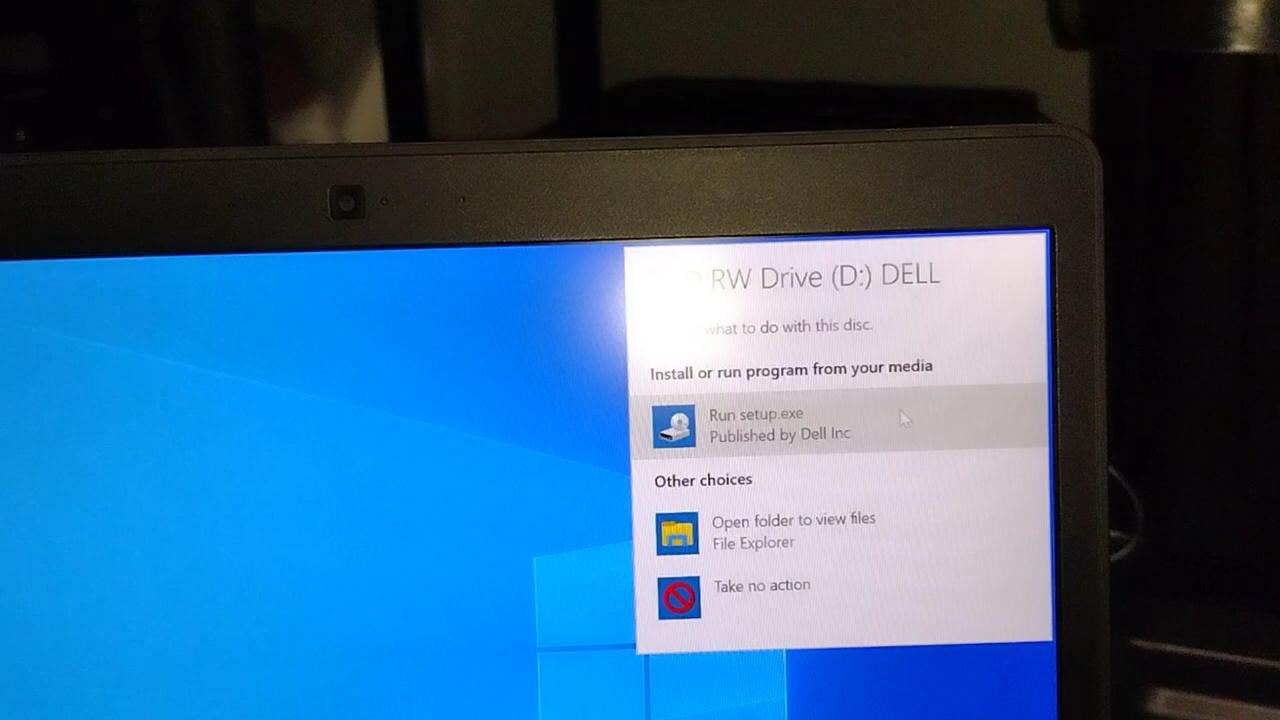 RW Drive (D:) DELL
what to do with this disc.
Install or run program from your media
Run setup.exe
Published by Dell Inc
Other choices
Open folder to view files
File Explorer
Take no action